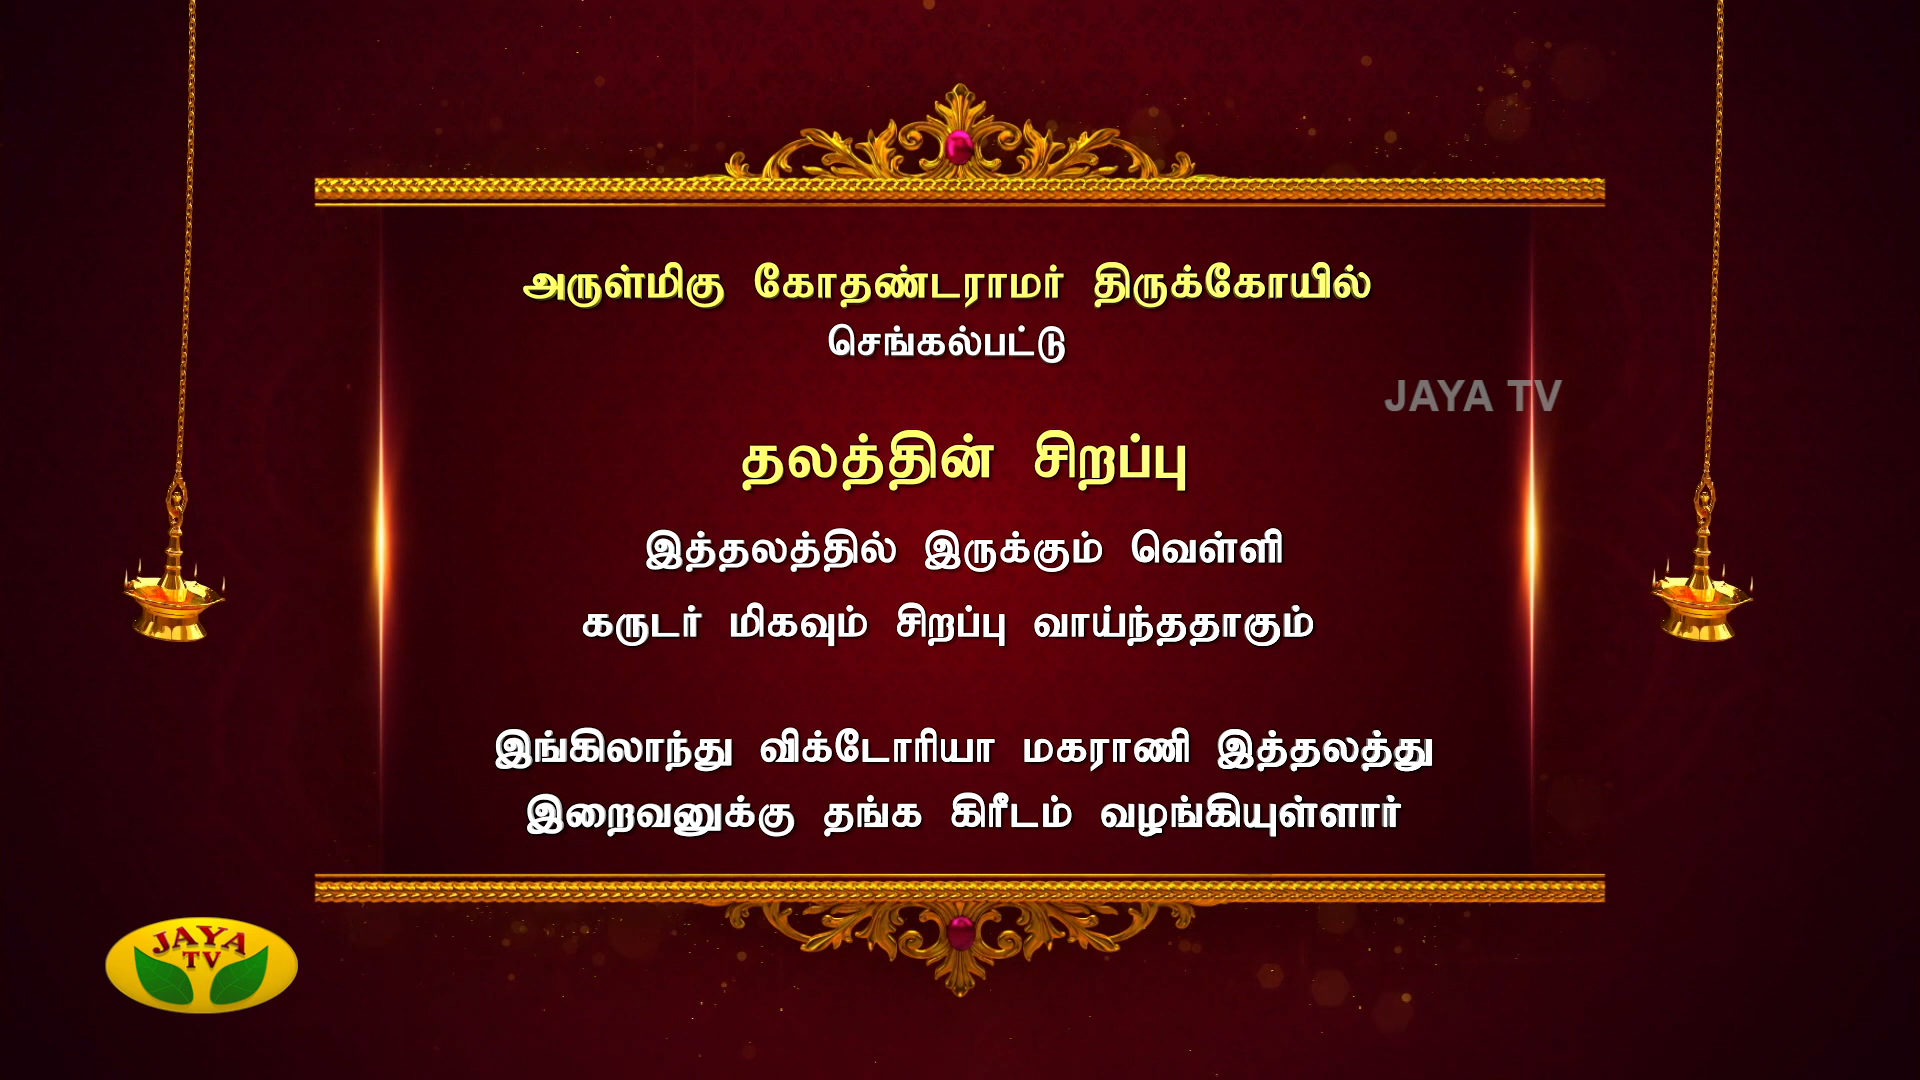 அருள்மிகு கோதண்டராமர் திருக்கோயில்
செங்கல்பட்டு
JAYA TV
தலத்தின் சிறப்பு
இத்தலத்தில் இருக்கும் வெள்ளி
கருடர் மிகவும் சிறப்பு வாய்ந்ததாகும்
இங்கிலாந்து விக்டோரியா மகராணி இத்தலத்து
இறைவனுக்கு தங்க கிரீடம் வழங்கியுள்ளார்
JAYA
TV